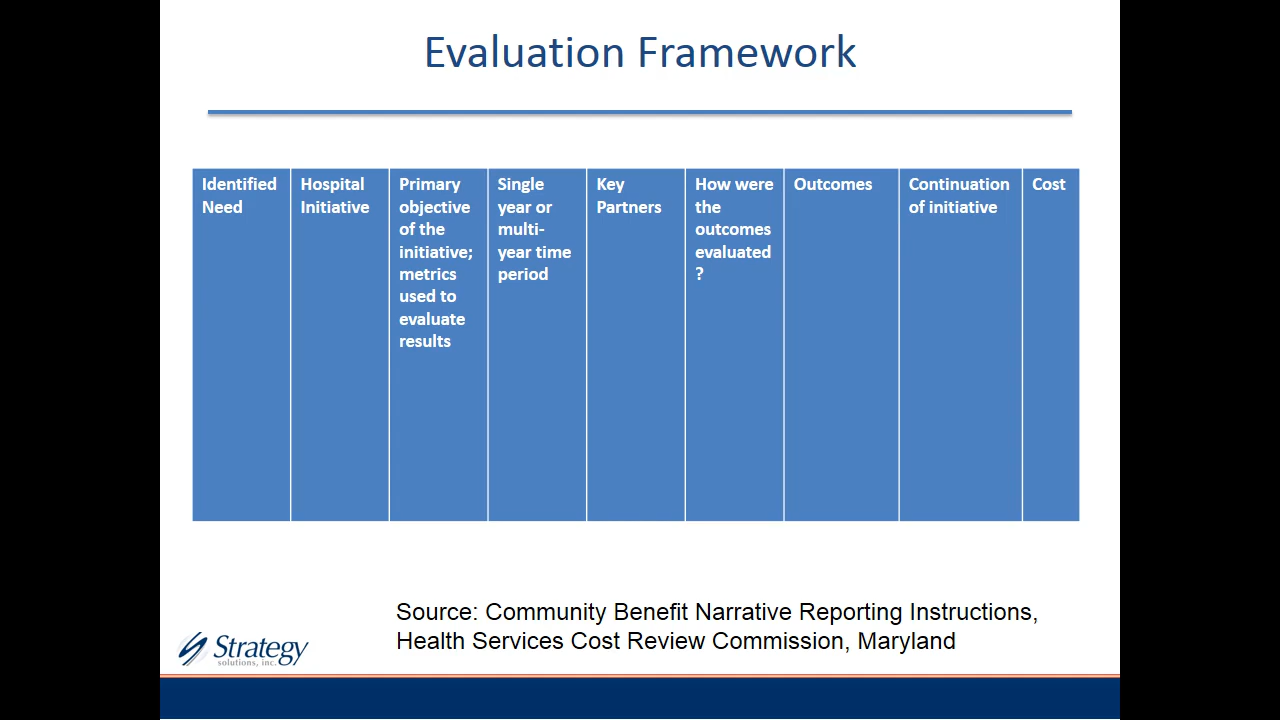 Evaluation Framework
Identified
Need
Hospital
Initiative
Primary
objective
of the
initiative;
metrics
used to
evaluate
results
Single
year or
multi-
year time
period
Key
Partners
How were
the
outcomes
evaluated
?
Outcomes
Continuation
of initiative
Cost
Source: Community Benefit Narrative Reporting Instructions,
Health Services Cost Review Commission, Maryland
Strategy
solutions, inc.